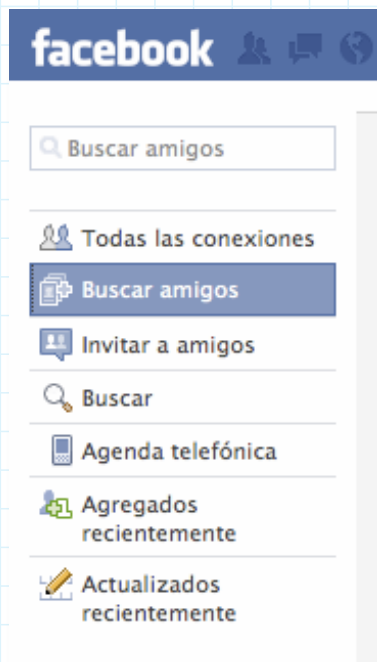 facebook
Buscar amigos
Todas las conexiones
Buscar amigos
Invitar a amigos
Buscar
Agenda telefónica
Agregados
recientemente
Actualizados
recientemente